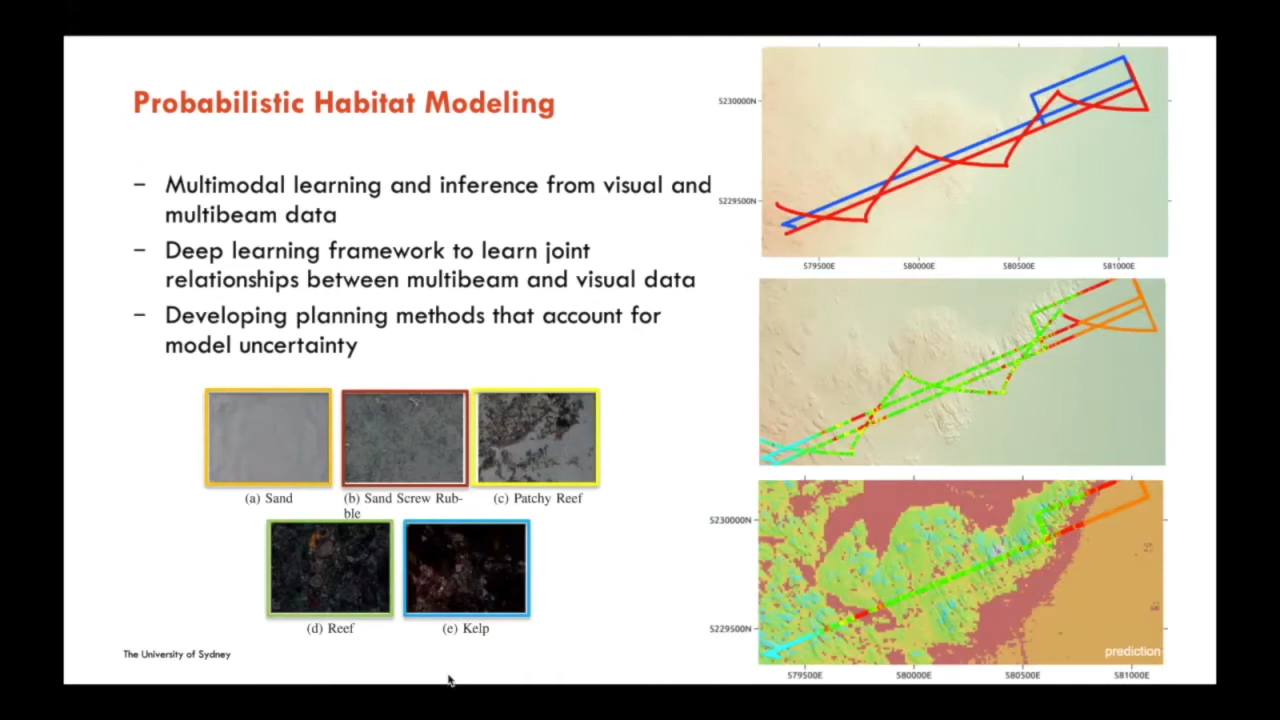 Probabilistic Habitat Modeling
– Multimodal learning and inference from visual and
multibeam data
– Deep learning framework to learn joint
relationships between multibeam and visual data
– Developing planning methods that account for
model uncertainty
(a) Sand
(b) Sand Screw Rub-
ble
(c) Patchy Reef
(d) Reef
(e) Kelp
The University of Sydney
5230000N
5229500N
579500E 580000E 580500E 581000E
5230000N
5229500N
prediction
579500E 580000E 580500E 581000E